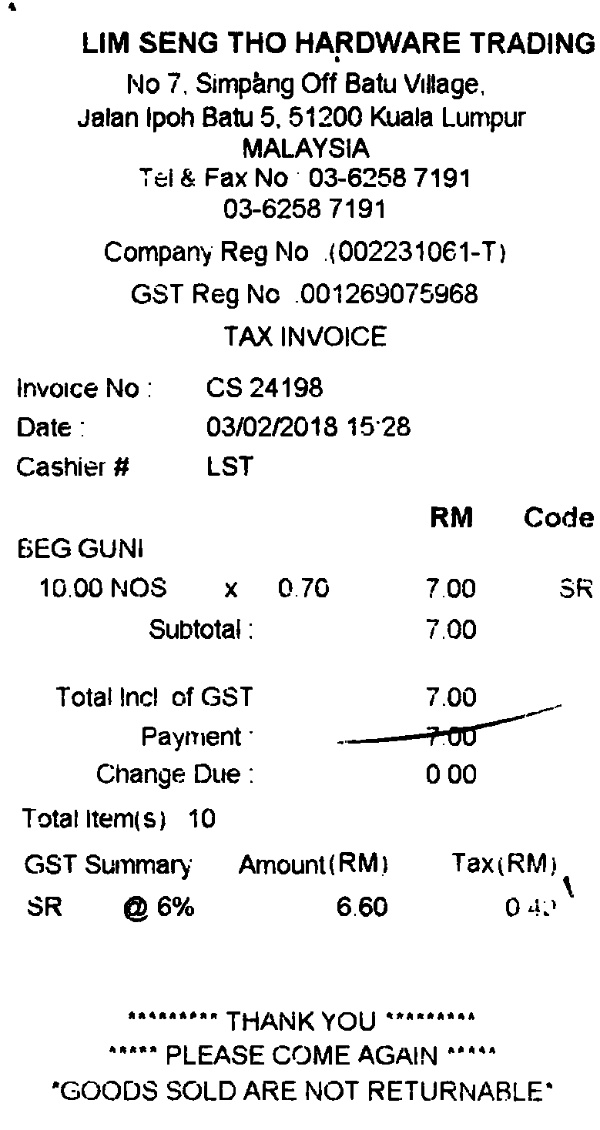 LIM SENG THO HARDWARE TRADING
No 7, Simpang Off Batu Village,
Jalan Ipoh Batu 5, 51200 Kuala Lumpur
MALAYSIA
Tel & Fax No : 03-6258 7191
03-6258 7191
Company Reg No .(002231061-T)
GST Reg No .001269075968
TAX INVOICE
Invoice No : CS 24198
Date : 03/02/2018 15:28
Cashier # LST
RM Code
BEG GUNI
10.00 NOS x 0.70 7.00 SR
Subtotal : 7.00
Total Incl of GST 7.00
Payment : 7.00
Change Due : 0.00
Total Item(s) 10
GST Summary Amount(RM) Tax(RM)
SR @ 6% 6.60
********* THANK YOU *********
***** PLEASE COME AGAIN *****
*GOODS SOLD ARE NOT RETURNABLE*